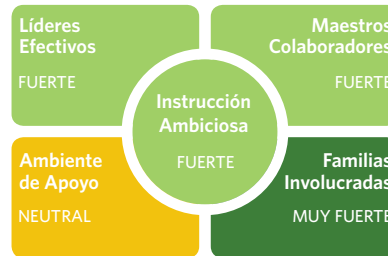 Líderes
Efectivos
FUERTE
Maestros
Colaboradores
FUERTE
Instrucción
Ambiciosa
FUERTE
Ambiente
de Apoyo
NEUTRAL
Familias
Involucradas
MUY FUERTE